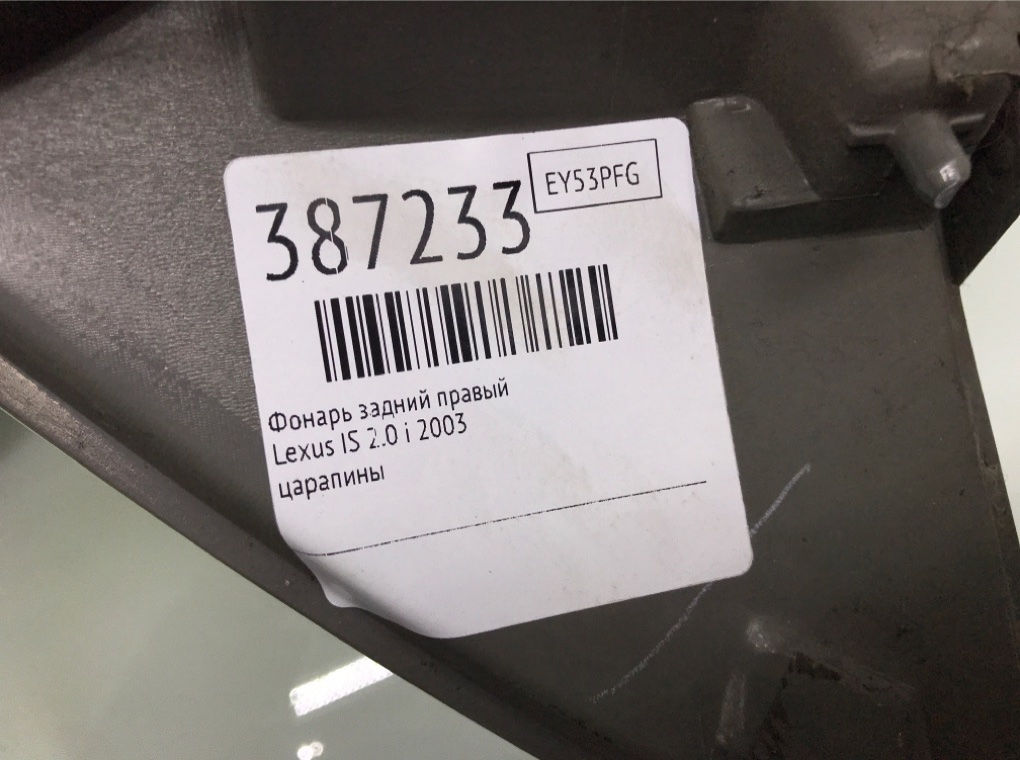 387233
EY53PFG
Фонарь задний правый
Lexus IS 2.0 i 2003
царапины